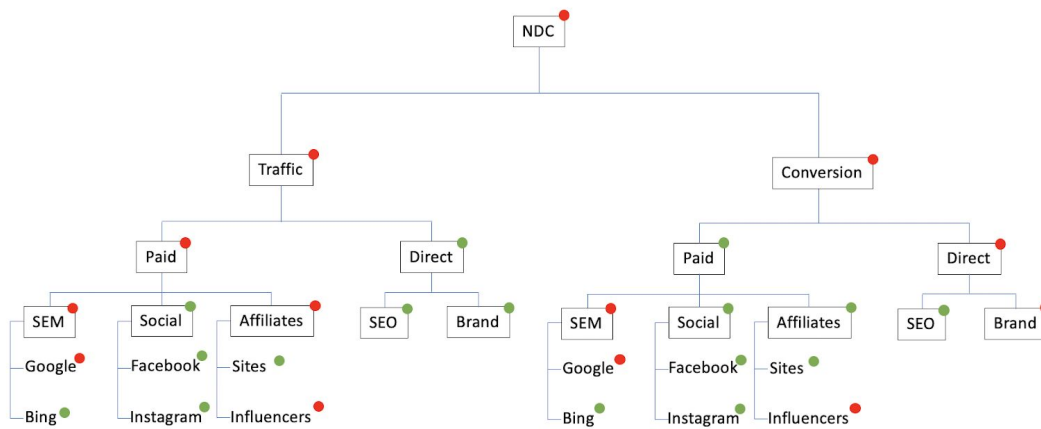 NDC
Traffic
Conversion
Paid
Direct
Paid
Direct
SEM
Social
Affiliates
SEO
Brand
SEM
Social
Affiliates
SEO
Brand
Google
Facebook
Sites
Google
Facebook
Sites
Bing
Instagram
Influencers
Bing
Instagram
Influencers